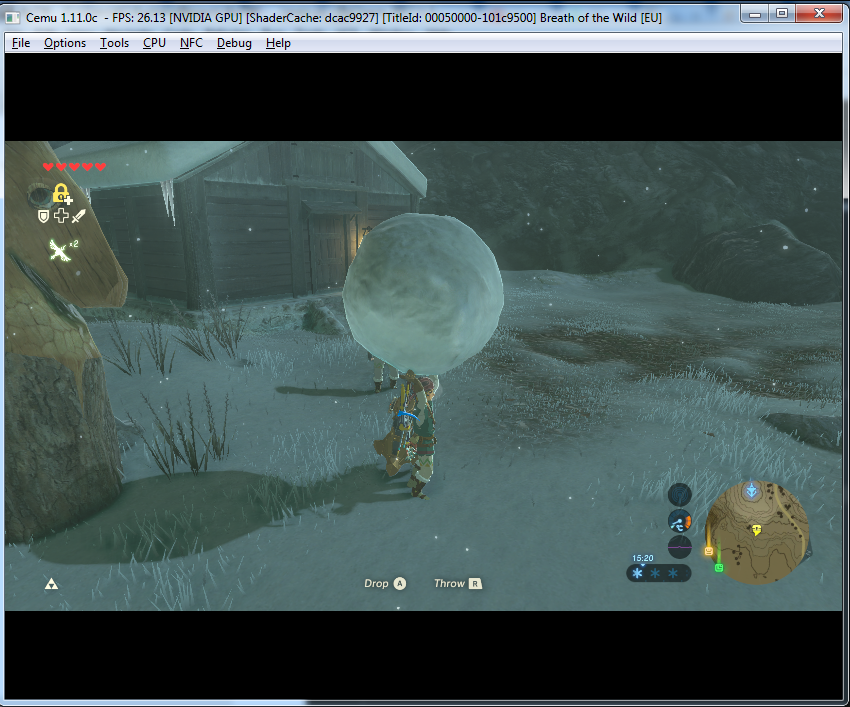 Cemu 1.11.0c - FPS: 26.13 [NVIDIA GPU] [ShaderCache: dcac9927] [TitleId: 00050000-101c9500] Breath of the Wild [EU]
File Options Tools CPU NFC Debug Help
x2
15:20
Drop A Throw R